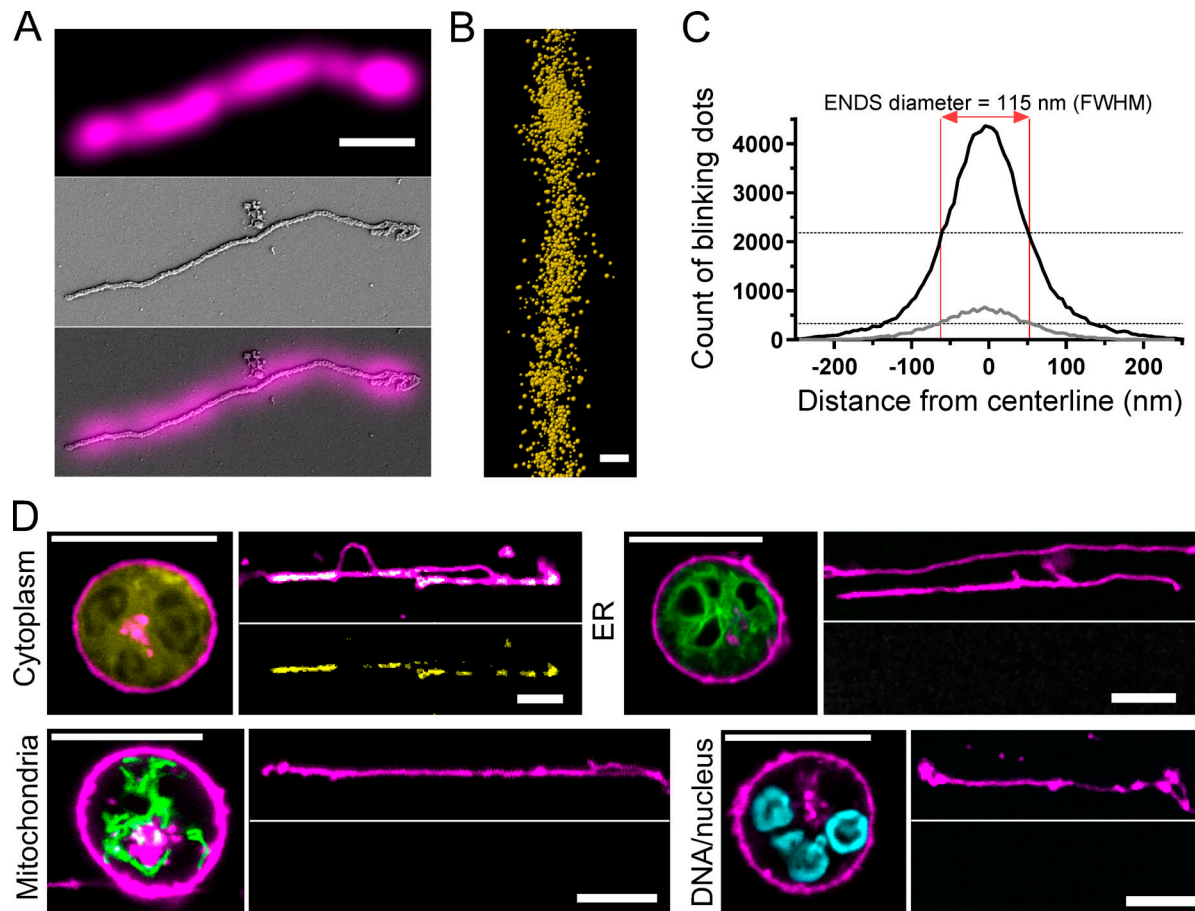 A
B
C
ENDS diameter = 115 nm (FWHM)
Count of blinking dots
4000
3000
2000
1000
0
-200 -100 0 100 200
Distance from centerline (nm)
D
Cytoplasm
ER
Mitochondria
DNA/nucleus